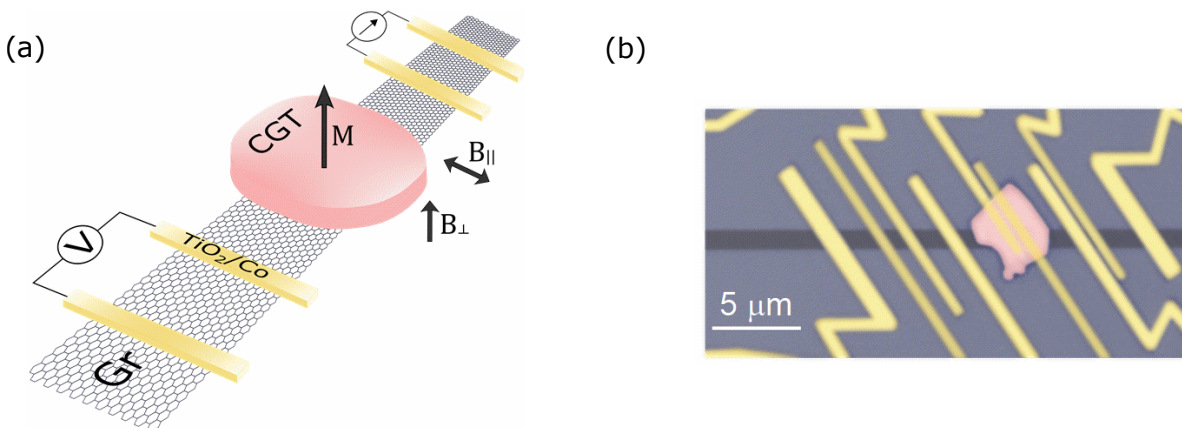 (a)
(b)
CGT
M
B||
B⊥
V
TiO₂/Co
Gr
5 μm